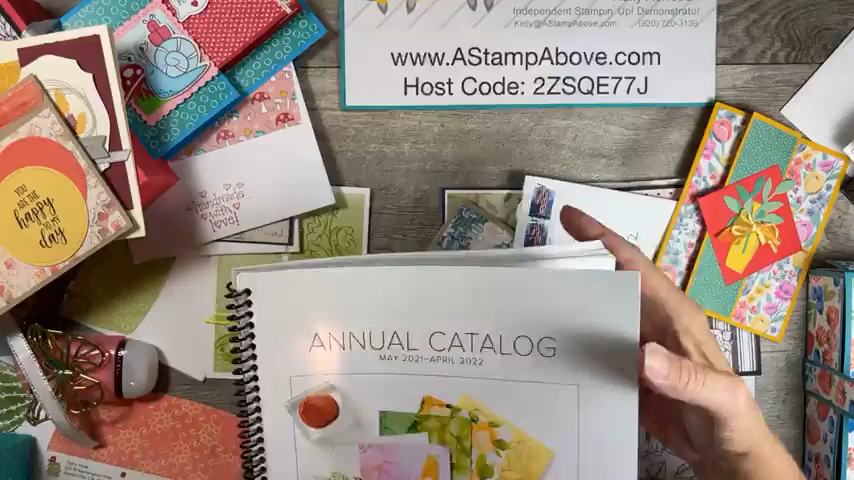 Independent Stampin' Up! Demonstrator
Kelly@AStampAbove.com (920) 720-3139
www.AStampAbove.com
Host Code: 2ZSQE77J
handmade
with
love!
YOU
ARE THE
happy
TO MY
day
ANNUAL CATALOG
MAY 2021–APRIL 2022